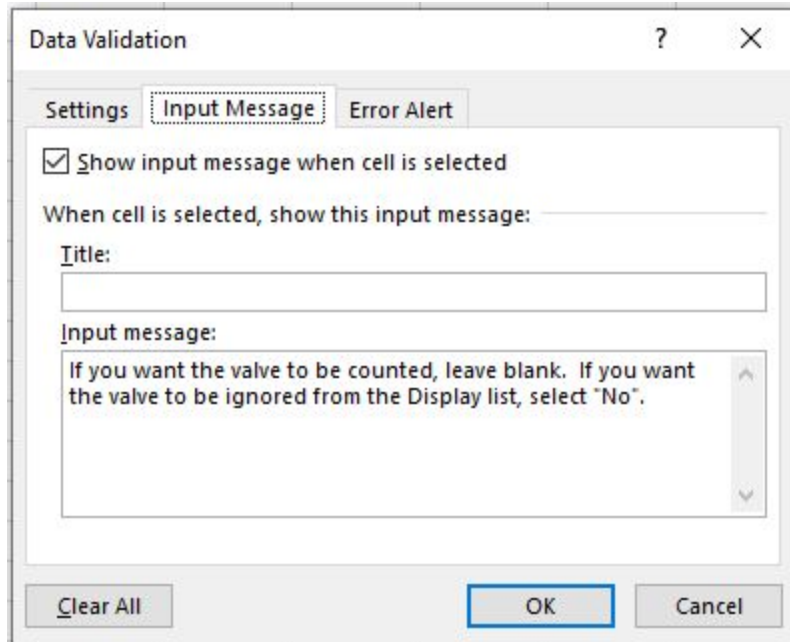 Data Validation ? ×
Settings Input Message Error Alert
Show input message when cell is selected
When cell is selected, show this input message:
Title:
Input message:
If you want the valve to be counted, leave blank.  If you want
the valve to be ignored from the Display list, select "No".
Clear All OK Cancel